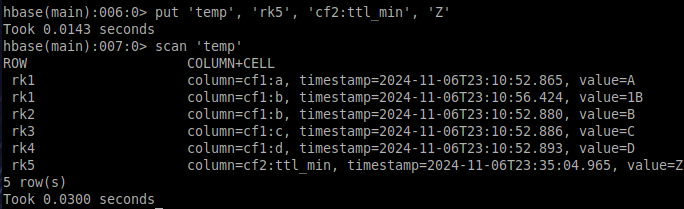 hbase(main):006:0> put 'temp', 'rk5', 'cf2:ttl_min', 'Z'
Took 0.0143 seconds
hbase(main):007:0> scan 'temp'
ROW                    COLUMN+CELL
 rk1                   column=cf1:a, timestamp=2024-11-06T23:10:52.865, value=A
 rk1                   column=cf1:b, timestamp=2024-11-06T23:10:56.424, value=1B
 rk2                   column=cf1:b, timestamp=2024-11-06T23:10:52.880, value=B
 rk3                   column=cf1:c, timestamp=2024-11-06T23:10:52.886, value=C
 rk4                   column=cf1:d, timestamp=2024-11-06T23:10:52.893, value=D
 rk5                   column=cf2:ttl_min, timestamp=2024-11-06T23:35:04.965, value=Z
5 row(s)
Took 0.0300 seconds